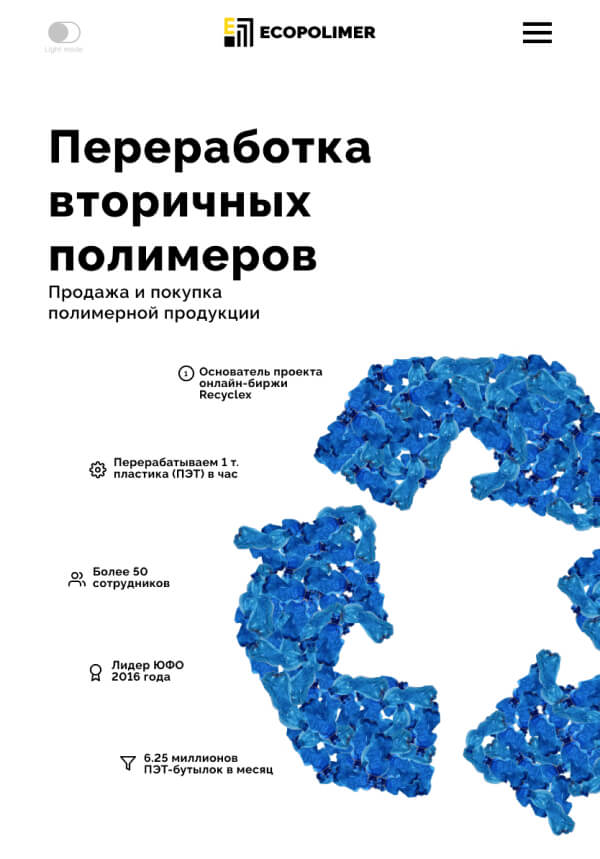 ECOPOLIMER
Light mode
Переработка
вторичных
полимеров
Продажа и покупка
полимерной продукции
1
Основатель проекта
онлайн-биржи
Recyclex
Перерабатываем 1 т.
пластика (ПЭТ) в час
Более 50
сотрудников
Лидер ЮФО
2016 года
6.25 миллионов
ПЭТ-бутылок в месяц